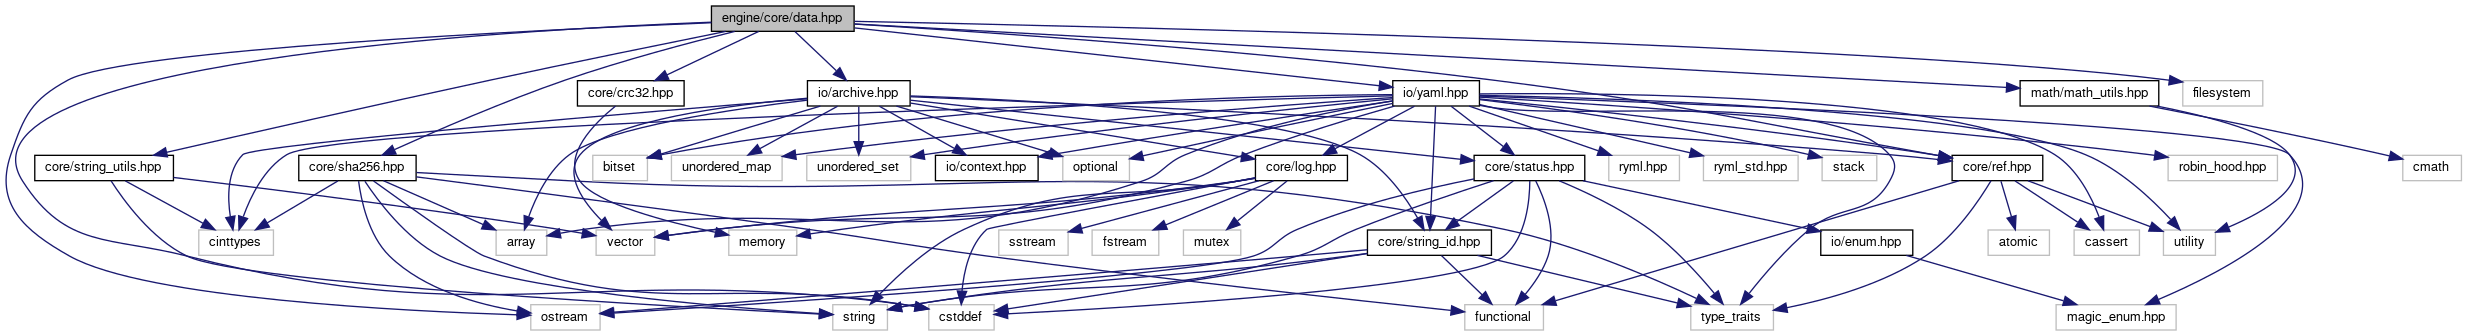 engine/core/data.hpp
core/crc32.hpp
io/archive.hpp
io/yaml.hpp
math/math_utils.hpp
filesystem
core/string_utils.hpp
core/sha256.hpp
bitset
unordered_map
unordered_set
io/context.hpp
optional
core/log.hpp
core/status.hpp
ryml.hpp
ryml_std.hpp
stack
core/ref.hpp
robin_hood.hpp
cmath
cinttypes
array
vector
memory
sstream
fstream
mutex
core/string_id.hpp
io/enum.hpp
atomic
cassert
utility
ostream
string
cstddef
functional
type_traits
magic_enum.hpp